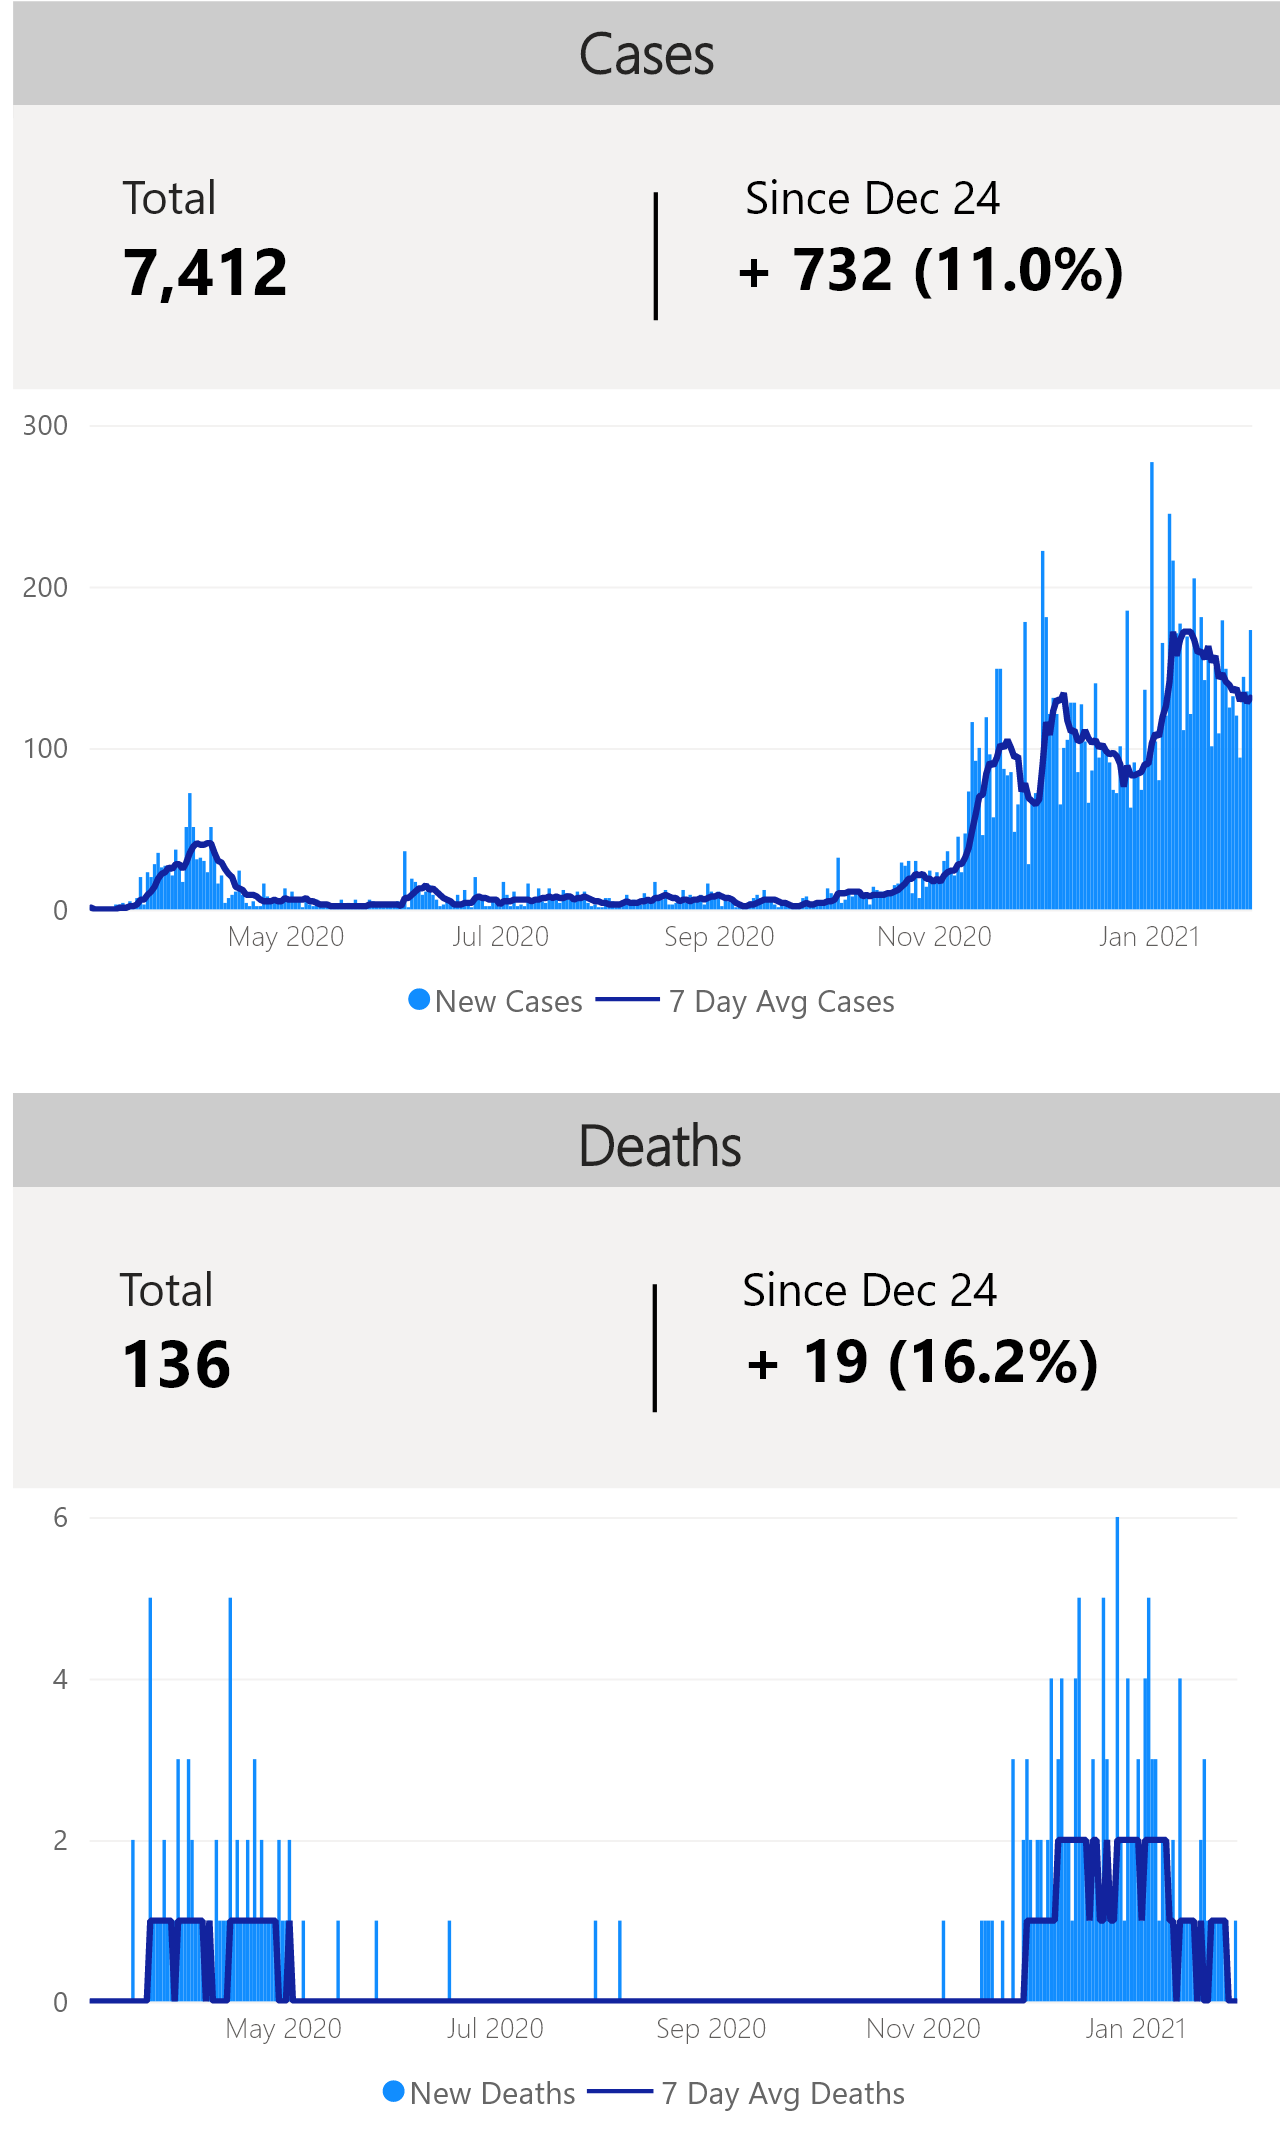 Cases
Total
Since Dec 24
7,412
+ 732 (11.0%)
300
200
100
0
May 2020
Jul 2020
Sep 2020
Nov 2020
Jan 2021
New Cases
7 Day Avg Cases
Deaths
Total
Since Dec 24
136
+ 19 (16.2%)
6
4
2
0
May 2020
Jul 2020
Sep 2020
Nov 2020
Jan 2021
New Deaths
7 Day Avg Deaths